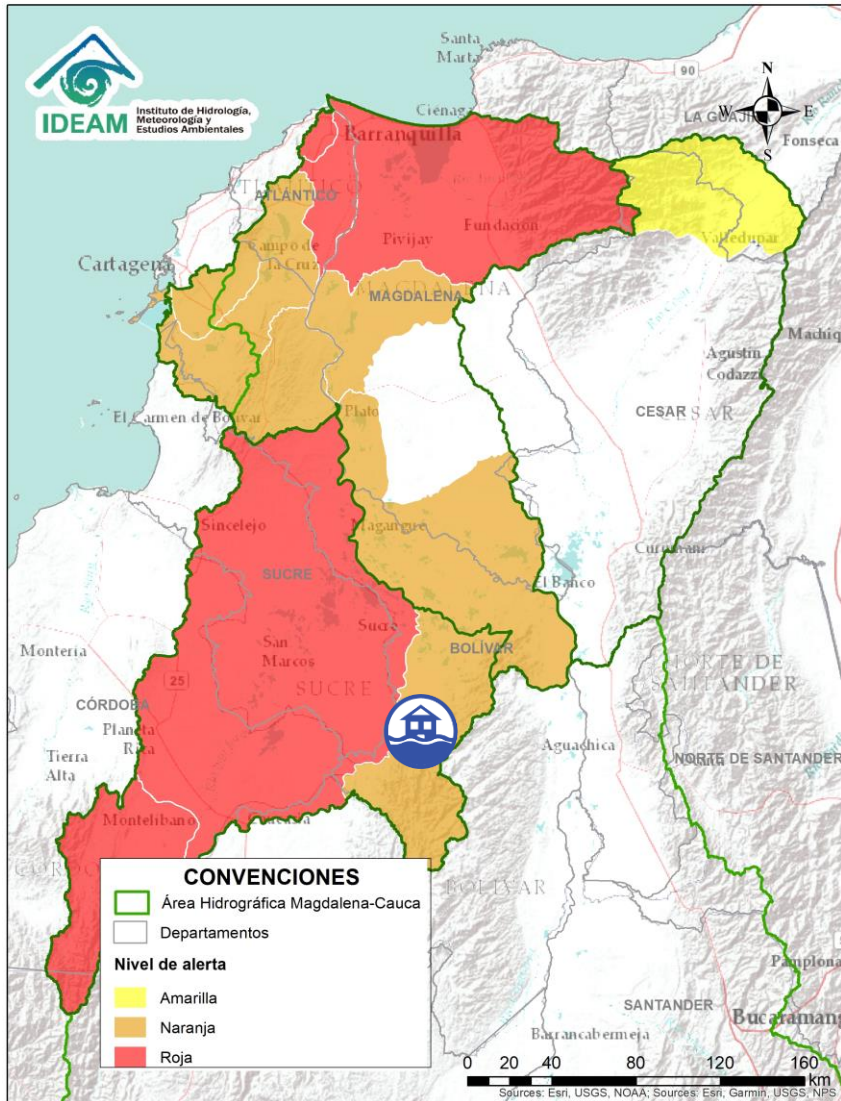 IDEAM
Instituto de Hidrología,
Meteorología y
Estudios Ambientales
Santa
Marta
90
N
W
E
S
LA GUAJIRA
Ciénaga
Fonseca
Barranquilla
ATLÁNTICO
Pivijay
Fundación
Valledupar
Campo de
la Cruz
Cartagena
MAGDALENA
Agustín
Codazzi
El Carmen de Bolívar
Plato
CESAR
CESAR
Sincelejo
Magangue
El Banco
SUCRE
Sucre
San
Marcos
SUCRE
BOLÍVAR
Montería
25
NORTE DE
SANTANDER
CÓRDOBA
Planeta
Rica
Tierra
Alta
Aguachica
NORTE DE SANTANDER
Montelibano
BOLÍVAR
CONVENCIONES
Área Hidrográfica Magdalena-Cauca
Departamentos
Nivel de alerta
Amarilla
Naranja
Roja
Pamplona
SANTANDER
Bucaramang
Barrancabermeja
0 20 40 80 120 160
km
Sources: Esri, USGS, NOAA; Sources: Esri, Garmin, USGS, NPS